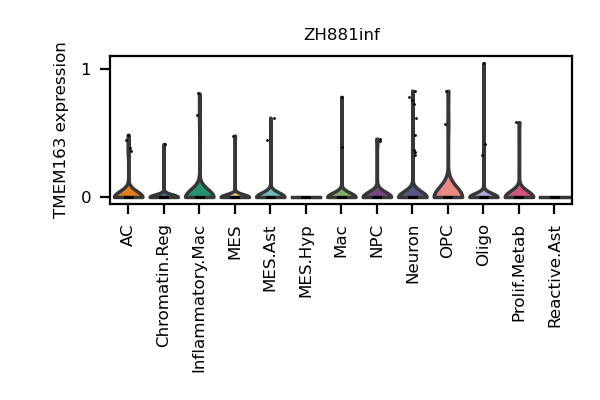 ZH881inf
TMEM163 expression
1
0
AC
Chromatin.Reg
Inflammatory.Mac
MES
MES.Ast
MES.Hyp
Mac
NPC
Neuron
OPC
Oligo
Prolif.Metab
Reactive.Ast